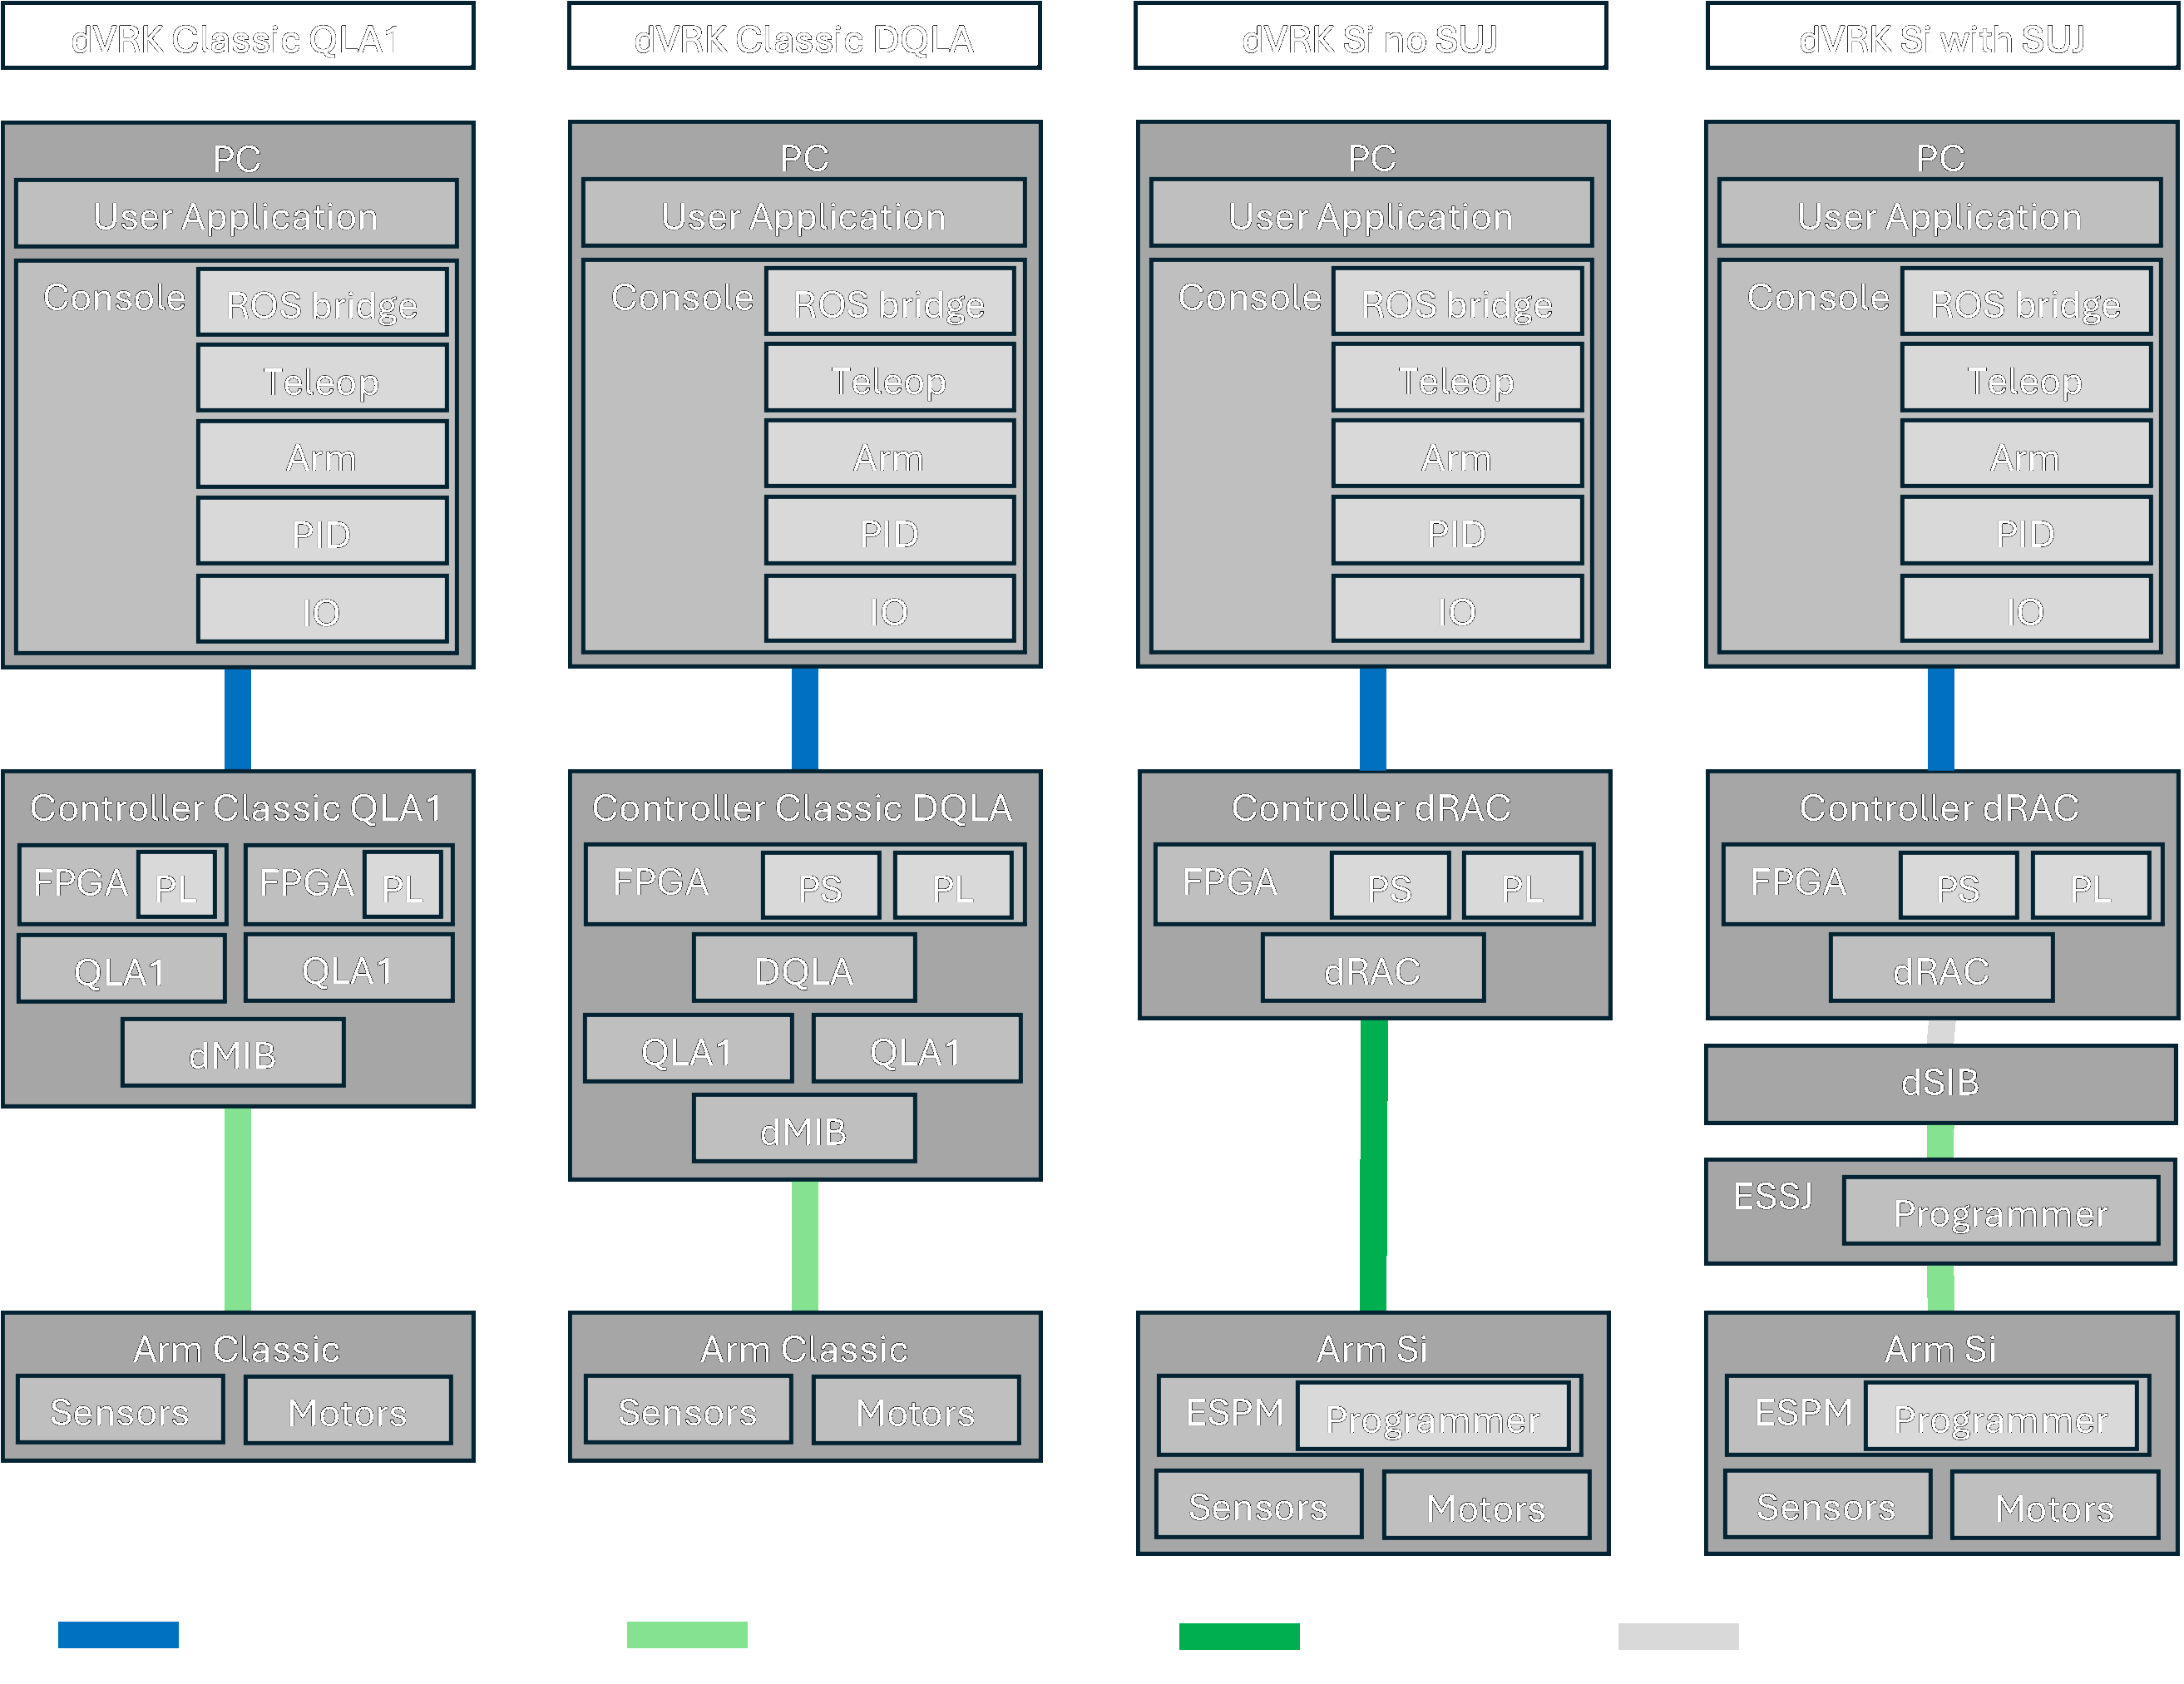 dVRK Classic QLA1
dVRK Classic DQLA
dVRK Si no SUJ
dVRK Si with SUJ
PC
User Application
Console
ROS bridge
Teleop
Arm
PID
IO
PC
User Application
Console
ROS bridge
Teleop
Arm
PID
IO
PC
User Application
Console
ROS bridge
Teleop
Arm
PID
IO
PC
User Application
Console
ROS bridge
Teleop
Arm
PID
IO
Controller Classic QLA1
FPGA PL FPGA PL
QLA1 QLA1
dMIB
Controller Classic DQLA
FPGA PS PL
DQLA
QLA1 QLA1
dMIB
Controller dRAC
FPGA PS PL
dRAC
Controller dRAC
FPGA PS PL
dRAC
dSIB
ESSJ Programmer
Arm Classic
Sensors Motors
Arm Classic
Sensors Motors
Arm Si
ESPM Programmer
Sensors Motors
Arm Si
ESPM Programmer
Sensors Motors